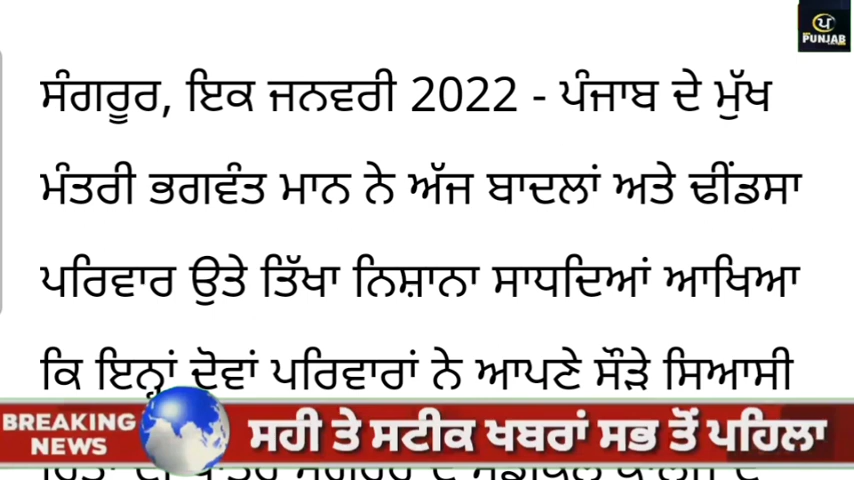 ਪ
PUNJAB
ਸੰਗਰੂਰ, ਇਕ ਜਨਵਰੀ 2022 - ਪੰਜਾਬ ਦੇ ਮੁੱਖ
ਮੰਤਰੀ ਭਗਵੰਤ ਮਾਨ ਨੇ ਅੱਜ ਬਾਦਲਾਂ ਅਤੇ ਢੀਂਡਸਾ
ਪਰਿਵਾਰ ਉਤੇ ਤਿੱਖਾ ਨਿਸ਼ਾਨਾ ਸਾਧਦਿਆਂ ਆਖਿਆ
ਕਿ ਇਨ੍ਹਾਂ ਦੋਵਾਂ ਪਰਿਵਾਰਾਂ ਨੇ ਆਪਣੇ ਸੌੜੇ ਸਿਆਸੀ
BREAKING NEWS
ਸਹੀ ਤੇ ਸਟੀਕ ਖਬਰਾਂ ਸਭ ਤੋਂ ਪਹਿਲਾ